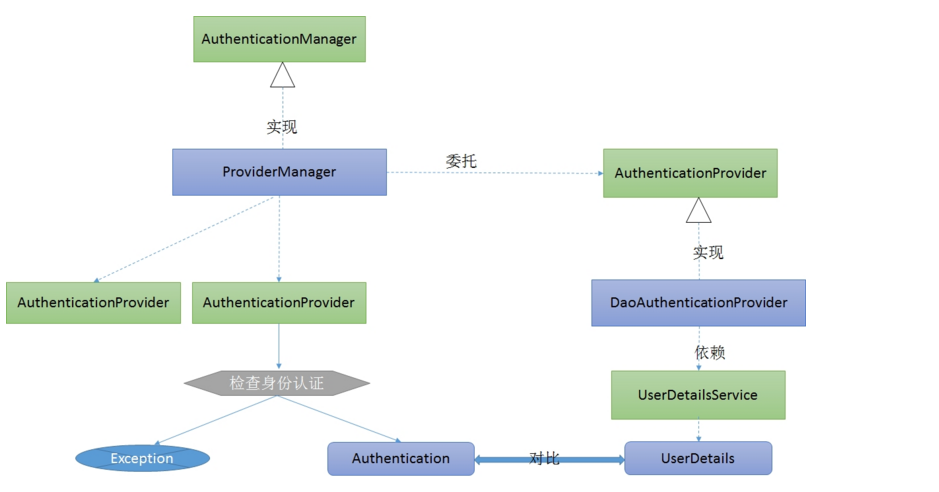 AuthenticationManager
实现
ProviderManager
委托
AuthenticationProvider
实现
AuthenticationProvider
AuthenticationProvider
DaoAuthenticationProvider
依赖
检查身份认证
UserDetailsService
Exception
Authentication
对比
UserDetails